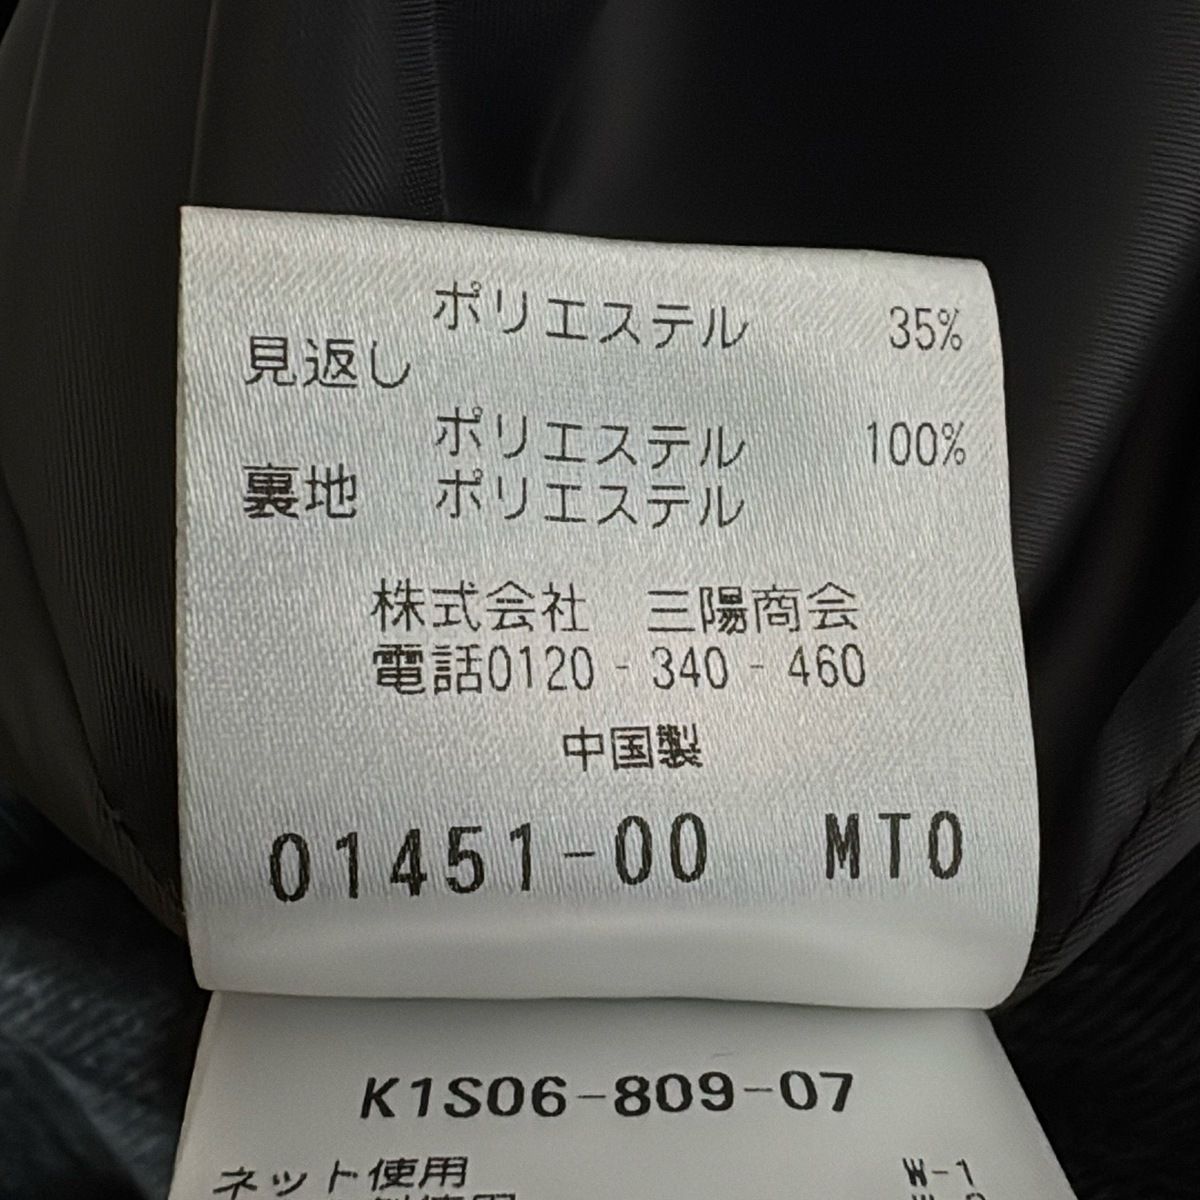 ポリエステル 35%
見返し
ポリエステル 100%
裏地 ポリエステル
株式会社 三陽商会
電話0120-340-460
中国製
01451-00 MTO
K1S06-809-07
ネット使用 W-1